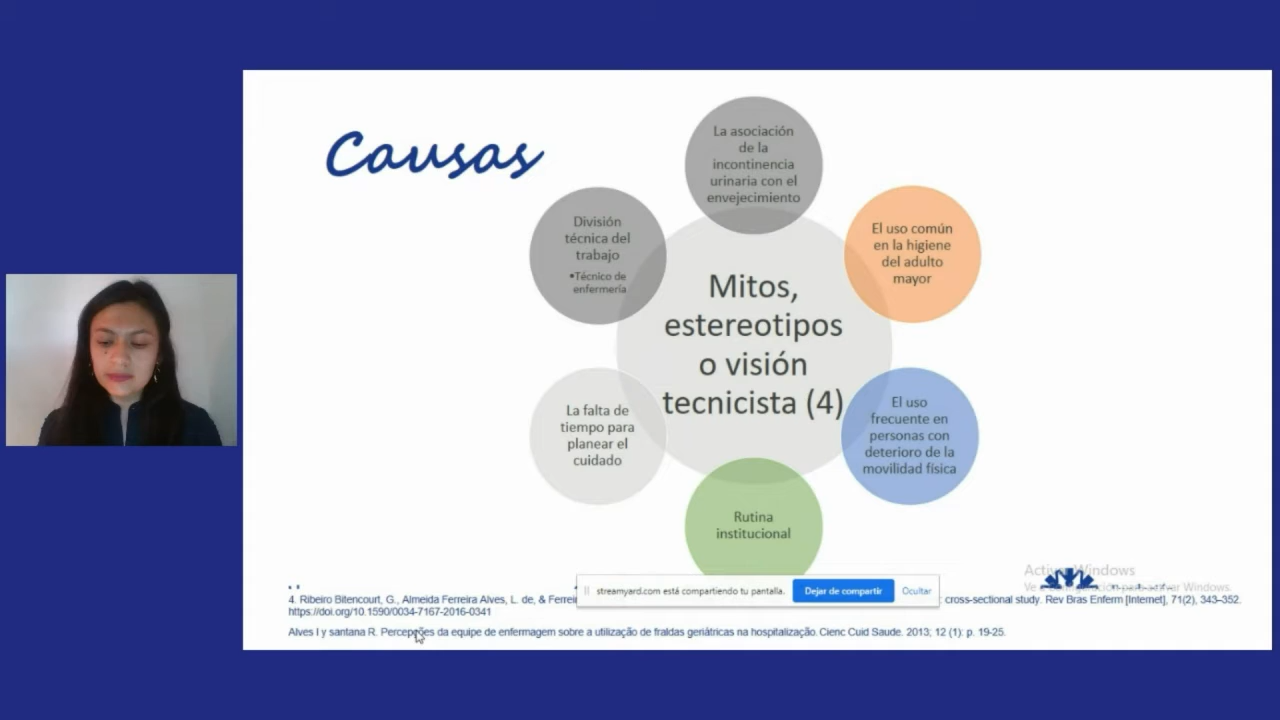 Causas
La asociación
de la
incontinencia
urinaria con el
envejecimiento
División
técnica del
trabajo
•Técnico de
enfermería
El uso común
en la higiene
del adulto
mayor
Mitos,
estereotipos
o visión
tecnicista (4)
La falta de
tiempo para
planear el
cuidado
El uso
frecuente en
personas con
deterioro de la
movilidad física
Rutina
institucional
Activar Windows
streamyard.com está compartiendo tu pantalla.
Dejar de compartir
Ocultar
4. Ribeiro Bitencourt, G., Almeida Ferreira Alves, L. de, & cross-sectional study. Rev Bras Enferm [Internet], 71(2), 343–352.
https://doi.org/10.1590/0034-7167-2016-0341
Alves I y santana R. Percepções da equipe de enfermagem sobre a utilização de fraldas geriátricas na hospitalização. Cienc Cuid Saude. 2013; 12 (1): p. 19-25.